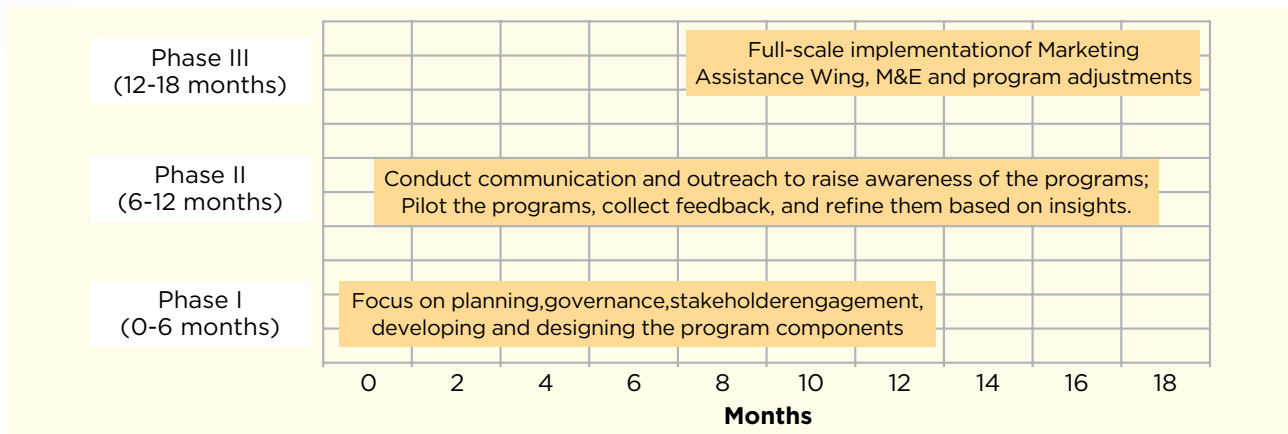 Phase III
(12-18 months)
Full-scale implementationof Marketing
Assistance Wing, M&E and program adjustments
Phase II
(6-12 months)
Conduct communication and outreach to raise awareness of the programs;
Pilot the programs, collect feedback, and refine them based on insights.
Phase I
(0-6 months)
Focus on planning,governance,stakeholderengagement,
developing and designing the program components
0 2 4 6 8 10 12 14 16 18
Months